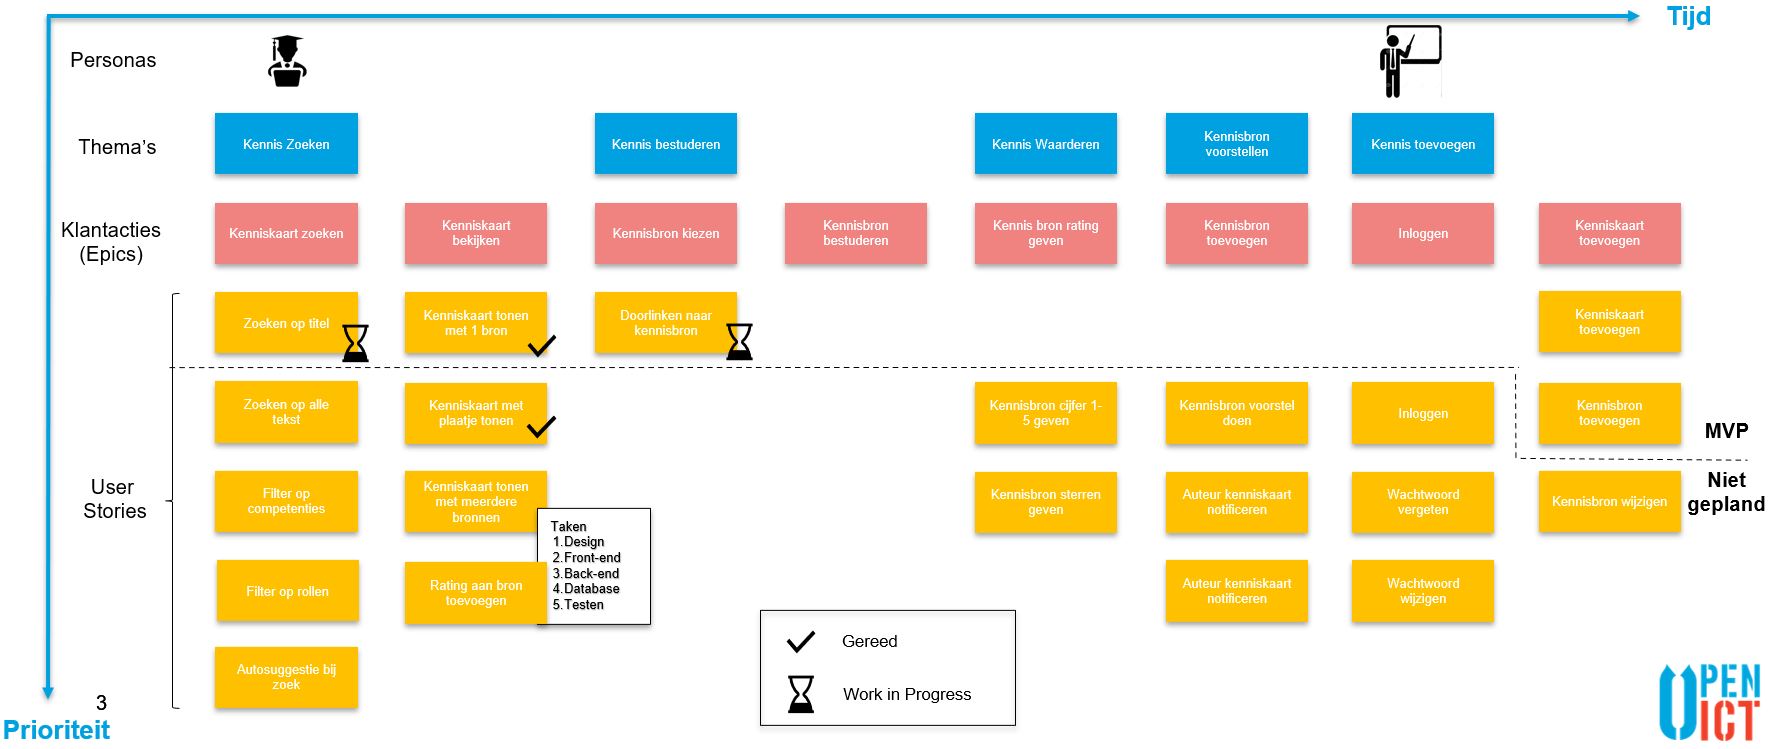 Tijd
Personas
Thema's
Kennis Zoeken
Kennis bestuderen
Kennis Waarderen
Kennisbron
voorstellen
Kennis toevoegen
Klantacties
(Epics)
Kenniskaart zoeken
Kenniskaart
bekijken
Kennisbron kiezen
Kennisbron
bestuderen
Kennis bron rating
geven
Kennisbron
toevoegen
Inloggen
Kenniskaart
toevoegen
User
Stories
Zoeken op titel
Kenniskaart tonen
met 1 bron
Doorlinken naar
kennisbron
Kenniskaart
toevoegen
Zoeken op alle
tekst
Kenniskaart met
plaatje tonen
Kennisbron cijfer 1-
5 geven
Kennisbron voorstel
doen
Inloggen
Kennisbron
toevoegen
MVP
Niet
gepland
Filter op
competenties
Kenniskaart tonen
met meerdere
bronnen
Kennisbron sterren
geven
Auteur kenniskaart
notificeren
Wachtwoord
vergeten
Kennisbron wijzigen
Taken
1.Design
2.Front-end
3.Back-end
4.Database
5.Testen
Filter op rollen
Rating aan bron
toevoegen
Auteur kenniskaart
notificeren
Wachtwoord
wijzigen
Autosuggestie bij
zoek
Gereed
Work in Progress
3
Prioriteit
OPEN
ICT